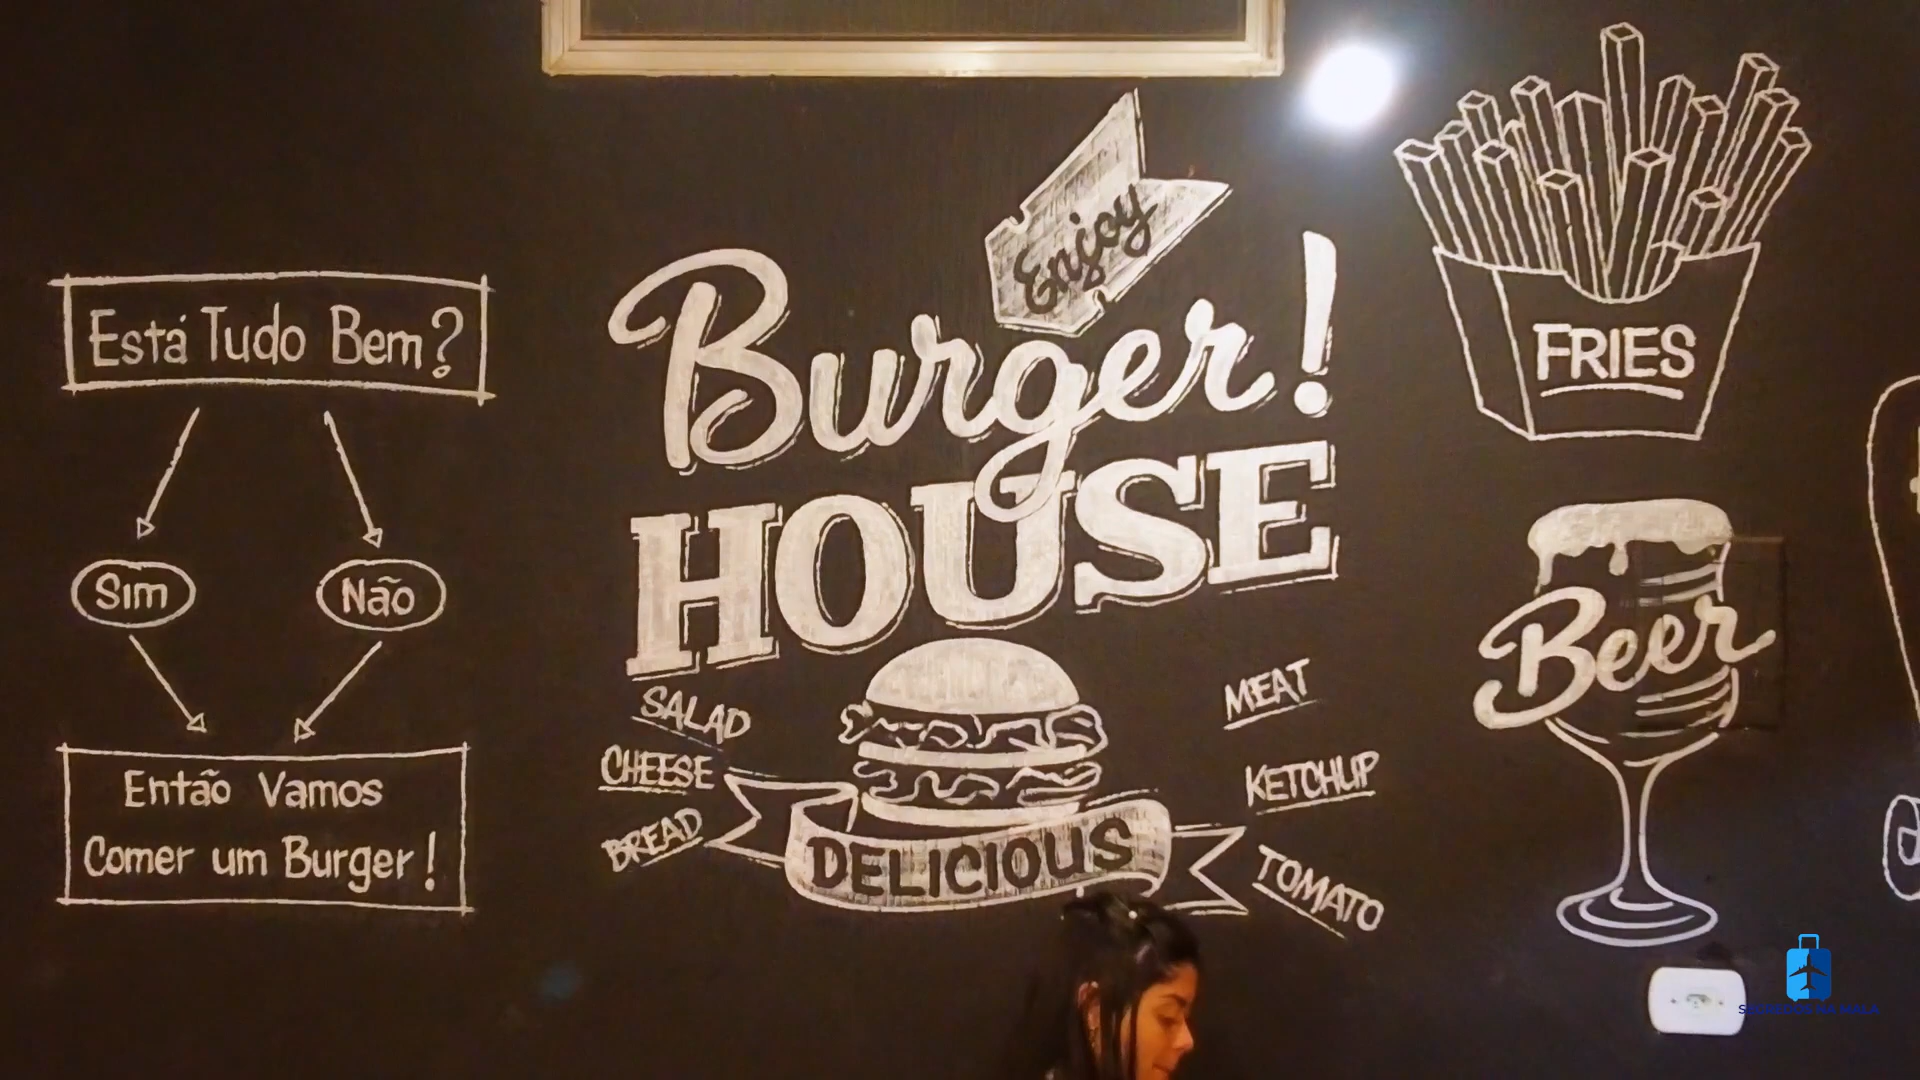 Está Tudo Bem?
Sim
Não
Então Vamos
Comer um Burger!
Enjoy
Burger!
HOUSE
SALAD
CHEESE
BREAD
MEAT
KETCHUP
TOMATO
DELICIOUS
FRIES
Beer